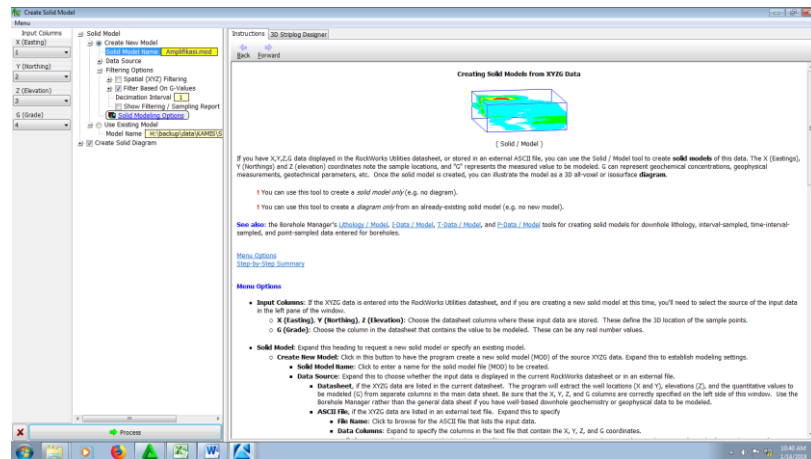 Create Solid Model
Menu
Input Columns
X (Easting)
1
Y (Northing)
2
Z (Elevation)
3
G (Grade)
4
Solid Model
Create New Model
Solid Model Name Amplifikasi.mod
Data Source
Filtering Options
Spatial (XYZ) Filtering
Filter Based On G-Values
Decimation Interval 1
Show Filtering / Sampling Report
Solid Modeling Options
Use Existing Model
Model Name H:\backup\data\KAMIS\S
Create Solid Diagram
Process
Instructions
3D Striplog Designer
Back Forward
Creating Solid Models from XYZG Data
( Solid / Model )
If you have X,Y,Z,G data displayed in the RockWorks Utilities datasheet, or stored in an external ASCII file, you can use the Solid / Model tool to create solid models of this data. The X (Eastings),
Y (Northings) and Z (elevation) coordinates note the sample locations, and "G" represents the measured value to be modeled. G can represent geochemical concentrations, geophysical
measurements, geotechnical parameters, etc. Once the solid model is created, you can illustrate the model as a 3D all-voxel or isosurface diagram.
! You can use this tool to create a solid model only (e.g. no diagram).
! You can use this tool to create a diagram only from an already-existing solid model (e.g. no new model).
See also: the Borehole Manager's Lithology / Model, I-Data / Model, T-Data / Model, and P-Data / Model tools for creating solid models for downhole lithology, interval-sampled, time-interval-
sampled, and point-sampled data entered for boreholes.
Menu Options
Step-by-Step Summary
Menu Options
• Input Columns: If the XYZG data is entered into the RockWorks Utilities datasheet, and if you are creating a new solid model at this time, you'll need to select the source of the input data
in the left pane of the window.
○ X (Easting), Y (Northing), Z (Elevation): Choose the datasheet columns where these input data are stored. These define the 3D location of the sample points.
○ G (Grade): Choose the column in the datasheet that contains the value to be modeled. These can be any real number values.
• Solid Model: Expand this heading to request a new solid model or specify an existing model.
○ Create New Model: Click in this button to have the program create a new solid model (MOD) of the source XYZG data. Expand this to establish modeling settings.
▪ Solid Model Name: Click to enter a name for the solid model file (MOD) to be created.
▪ Data Source: Expand this to choose whether the input data is displayed in the current RockWorks datasheet or in an external file.
▪ Datasheet, if the XYZG data are listed in the current datasheet. The program will extract the well locations (X and Y), elevations (Z), and the quantitative values to
be modeled (G) from separate columns in the main data sheet. Be sure that the X, Y, Z, and G columns are correctly specified on the left side of this window. Use the
Borehole Manager rather than the general data sheet if you have well-based downhole geochemistry or geophysical data to be modeled.
▪ ASCII File, if the XYZG data are listed in an external text file. Expand this to specify
▪ File Name: Click to browse for the ASCII file that lists the input data.
▪ Data Columns: Expand to specify the columns in the text file that contain the X, Y, Z, and G coordinates.
10:40 AM
1/14/2018